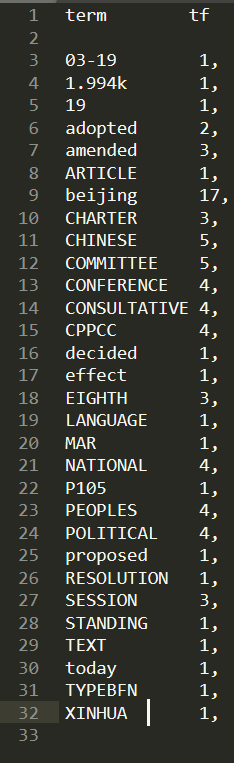 1 term tf
2
3 03-19 1,
4 1.994k 1,
5 19 1,
6 adopted 2,
7 amended 3,
8 ARTICLE 1,
9 beijing 17,
10 CHARTER 3,
11 CHINESE 5,
12 COMMITTEE 5,
13 CONFERENCE 4,
14 CONSULTATIVE 4,
15 CPPCC 4,
16 decided 1,
17 effect 1,
18 EIGHTH 3,
19 LANGUAGE 1,
20 MAR 1,
21 NATIONAL 4,
22 P105 1,
23 PEOPLES 4,
24 POLITICAL 4,
25 proposed 1,
26 RESOLUTION 1,
27 SESSION 3,
28 STANDING 1,
29 TEXT 1,
30 today 1,
31 TYPEBFN 1,
32 XINHUA 1,
33